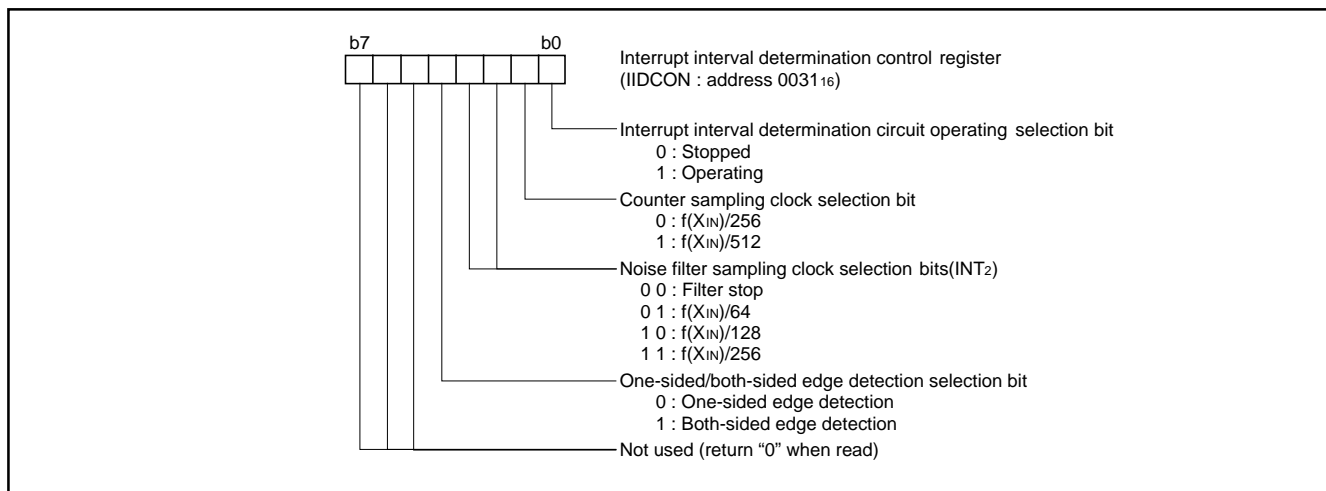 b7 b0
Interrupt interval determination control register
(IIDCON : address 0031₁₆)
Interrupt interval determination circuit operating selection bit
0 : Stopped
1 : Operating
Counter sampling clock selection bit
0 : f(XIN)/256
1 : f(XIN)/512
Noise filter sampling clock selection bits(INT₂)
0 0 : Filter stop
0 1 : f(XIN)/64
1 0 : f(XIN)/128
1 1 : f(XIN)/256
One-sided/both-sided edge detection selection bit
0 : One-sided edge detection
1 : Both-sided edge detection
Not used (return “0” when read)